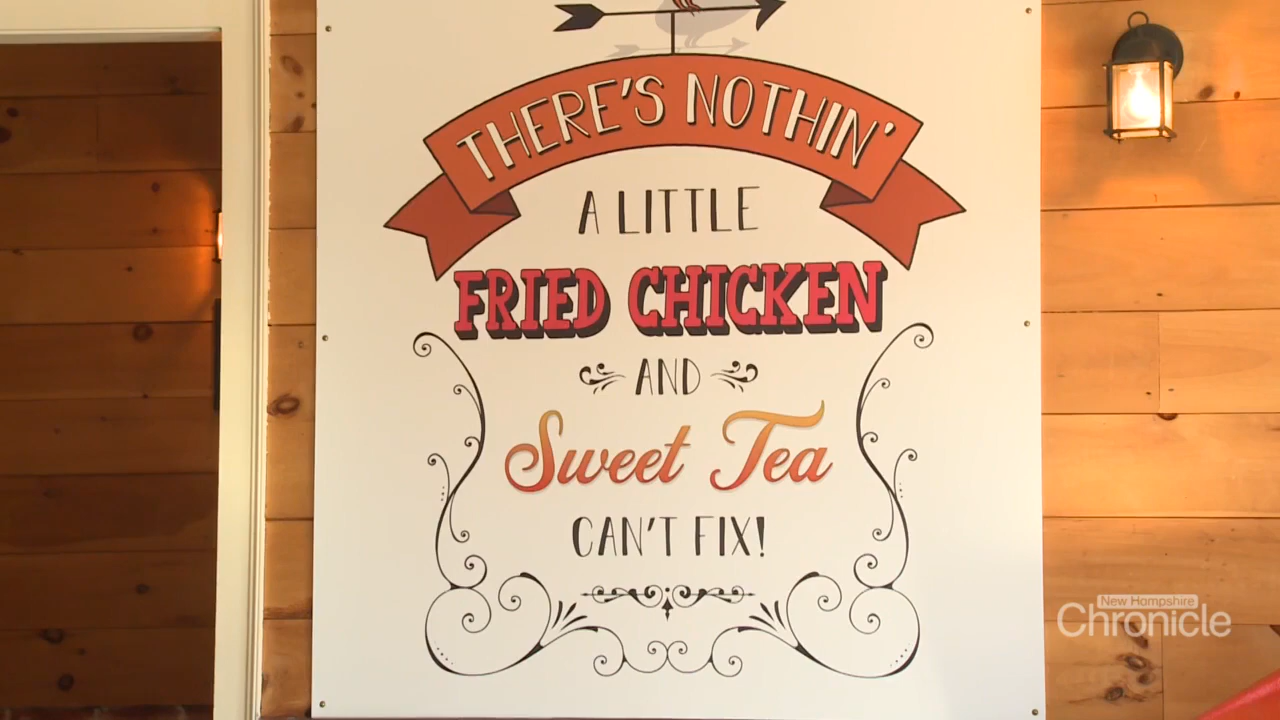 THERE'S NOTHIN'
A LITTLE
FRIED CHICKEN
AND
Sweet Tea
CAN'T FIX!
New Hampshire
Chronicle